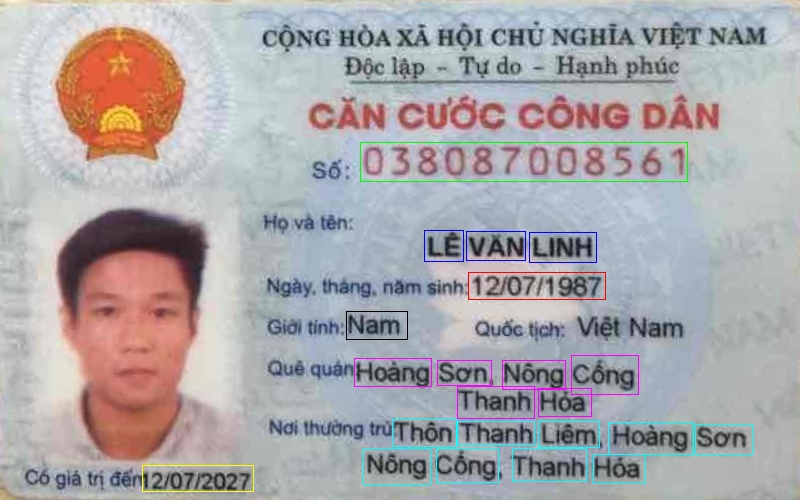 CỘNG HÒA XÃ HỘI CHỦ NGHĨA VIỆT NAM
Độc lập - Tự do - Hạnh phúc
CĂN CƯỚC CÔNG DÂN
Số: 038087008561
Họ và tên:
LÊ VĂN LINH
Ngày, tháng, năm sinh: 12/07/1987
Giới tính: Nam Quốc tịch: Việt Nam
Quê quán: Hoàng Sơn, Nông Cống
Thanh Hóa
Nơi thường trú: Thôn Thanh Liêm, Hoàng Sơn
Nông Cống, Thanh Hóa
Có giá trị đến 12/07/2027